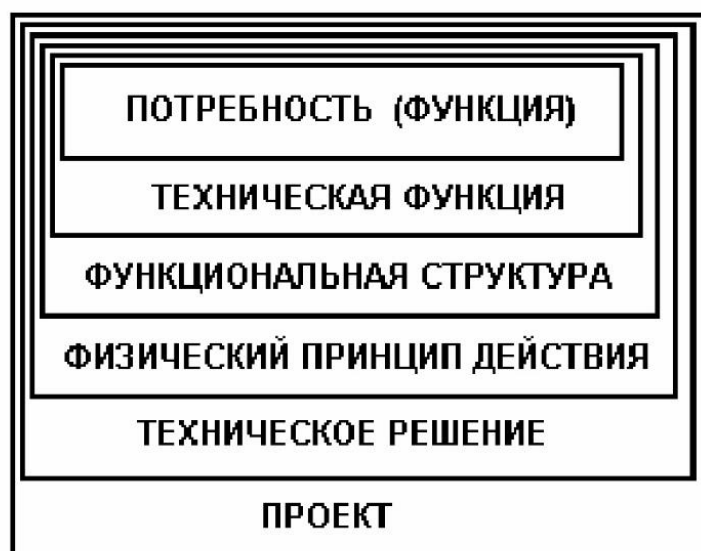 ПОТРЕБНОСТЬ (ФУНКЦИЯ)
ТЕХНИЧЕСКАЯ ФУНКЦИЯ
ФУНКЦИОНАЛЬНАЯ СТРУКТУРА
ФИЗИЧЕСКИЙ ПРИНЦИП ДЕЙСТВИЯ
ТЕХНИЧЕСКОЕ РЕШЕНИЕ
ПРОЕКТ